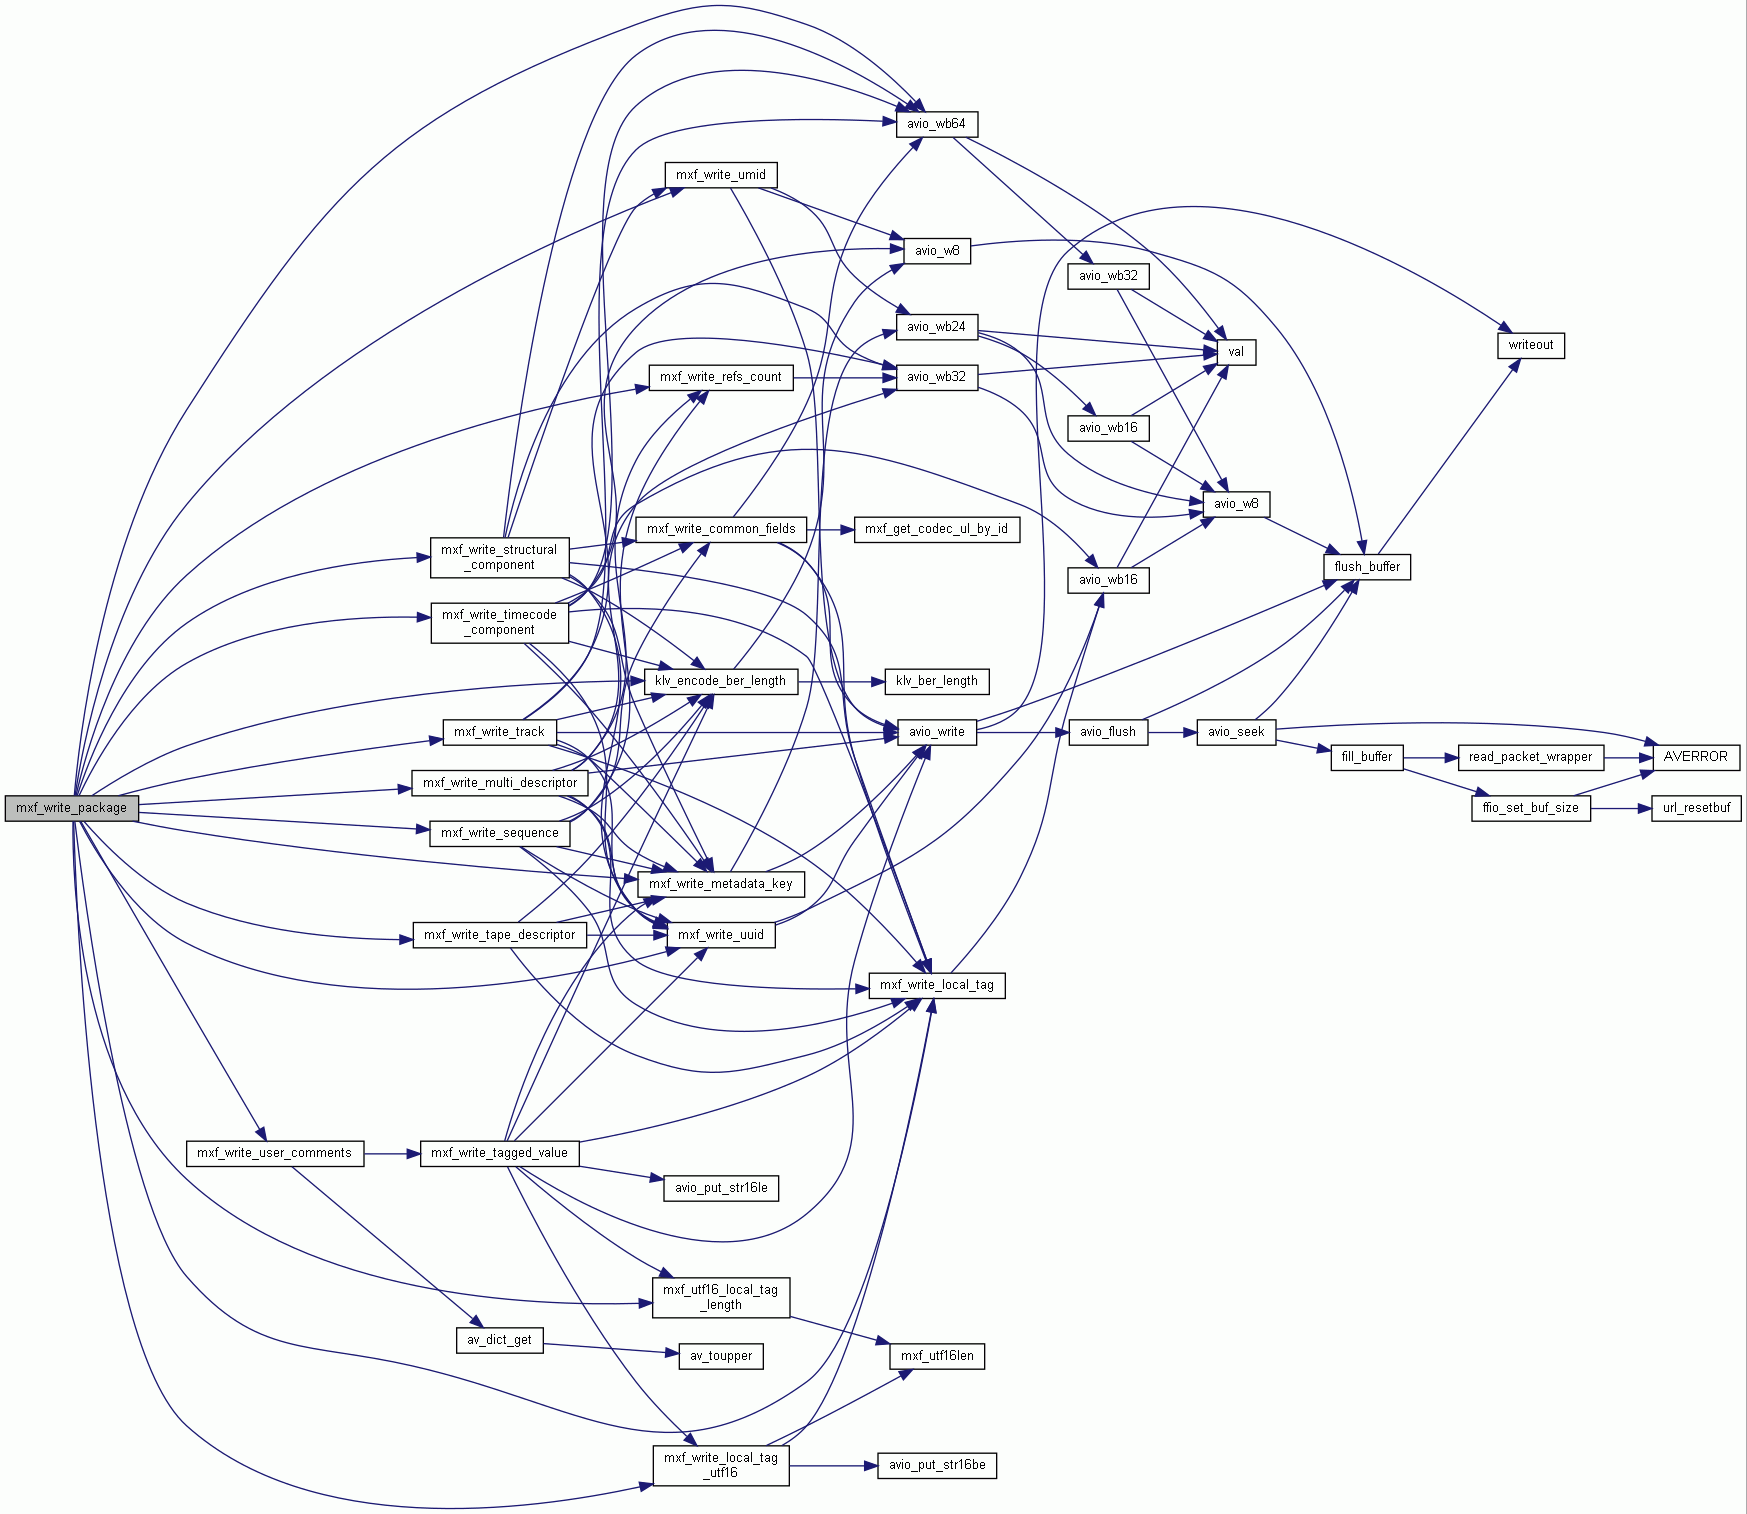 avio_wb64
mxf_write_umid
avio_w8
avio_wb32
avio_wb24
writeout
val
mxf_write_refs_count
avio_wb32
avio_wb16
avio_w8
mxf_write_common_fields
mxf_get_codec_ul_by_id
mxf_write_structural
_component
flush_buffer
avio_wb16
mxf_write_timecode
_component
klv_encode_ber_length
klv_ber_length
mxf_write_track
avio_write
avio_flush
avio_seek
fill_buffer
read_packet_wrapper
AVERROR
mxf_write_multi_descriptor
mxf_write_package
ffio_set_buf_size
url_resetbuf
mxf_write_sequence
mxf_write_metadata_key
mxf_write_tape_descriptor
mxf_write_uuid
mxf_write_local_tag
mxf_write_user_comments
mxf_write_tagged_value
avio_put_str16le
mxf_utf16_local_tag
_length
av_dict_get
av_toupper
mxf_utf16len
mxf_write_local_tag
_utf16
avio_put_str16be